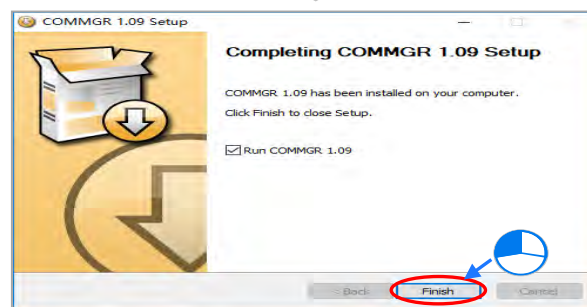 COMMGR 1.09 Setup
Completing COMMGR 1.09 Setup
COMMGR 1.09 has been installed on your computer.
Click Finish to close Setup.
Run COMMGR 1.09
Back Finish Cancel